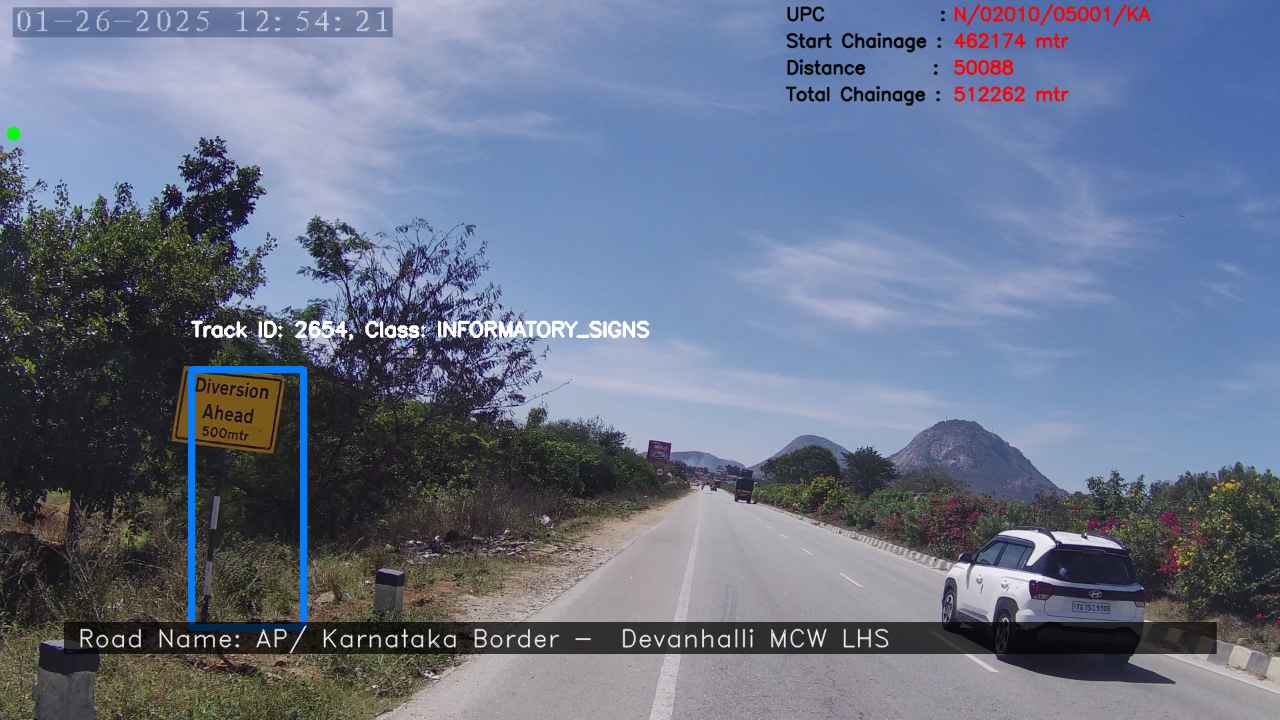 01-26-2025 12:54:21
UPC : N/02010/05001/KA
Start Chainage : 462174 mtr
Distance : 50088
Total Chainage : 512262 mtr
Track ID: 2654, Class: INFORMATORY_SIGNS
Diversion
Ahead
500mtr
Road Name: AP/ Karnataka Border - Devanhalli MCW LHS